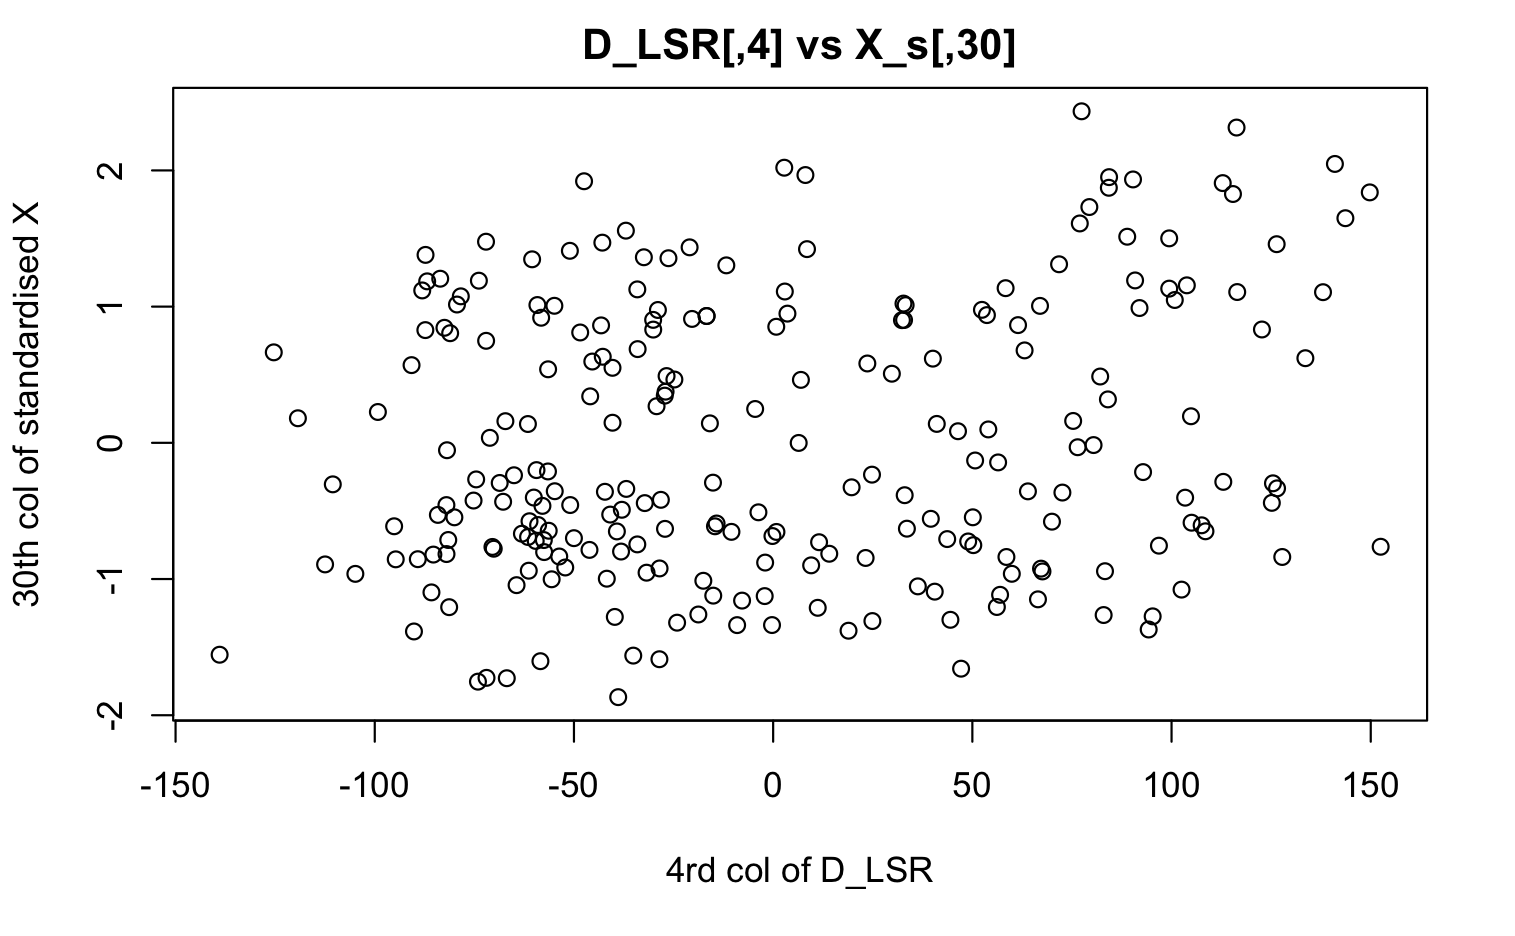 D_LSR[,4] vs X_s[,30]
30th col of standardised X
2
1
0
-1
-2
-150 -100 -50 0 50 100 150
4rd col of D_LSR